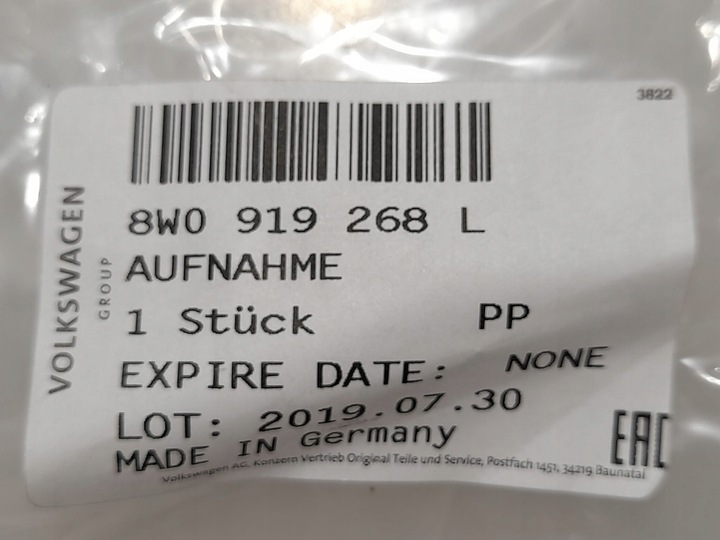 3822
VOLKSWAGEN
GROUP
8W0 919 268 L
AUFNAHME
1 Stück PP
EXPIRE DATE: NONE
LOT: 2019.07.30
MADE IN Germany
EAC
Volkswagen AG, Konzern Vertrieb Original Teile und Service, Postfach 1451, 34219 Baunatal